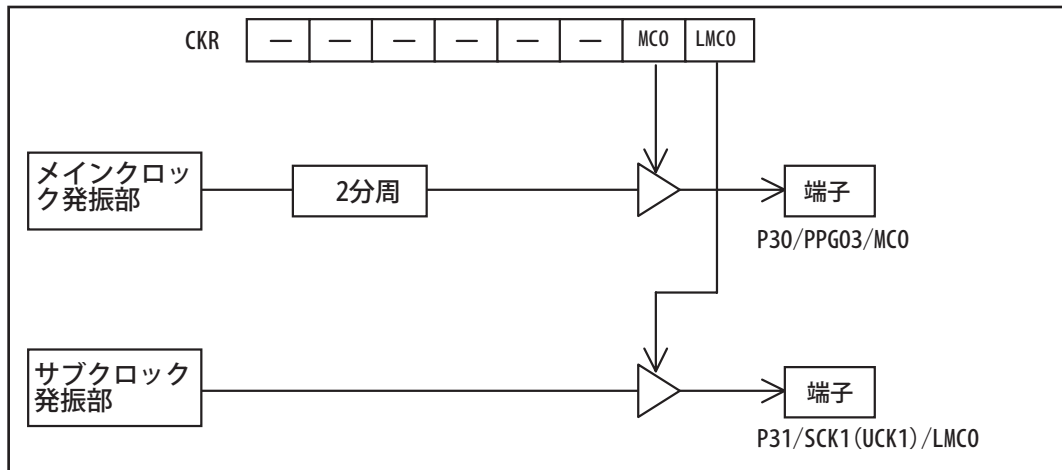 CKR — — — — — — MCO LMCO
メインクロッ
ク発振部
2分周
端子
P30/PPG03/MCO
サブクロック
発振部
端子
P31/SCK1(UCK1)/LMCO